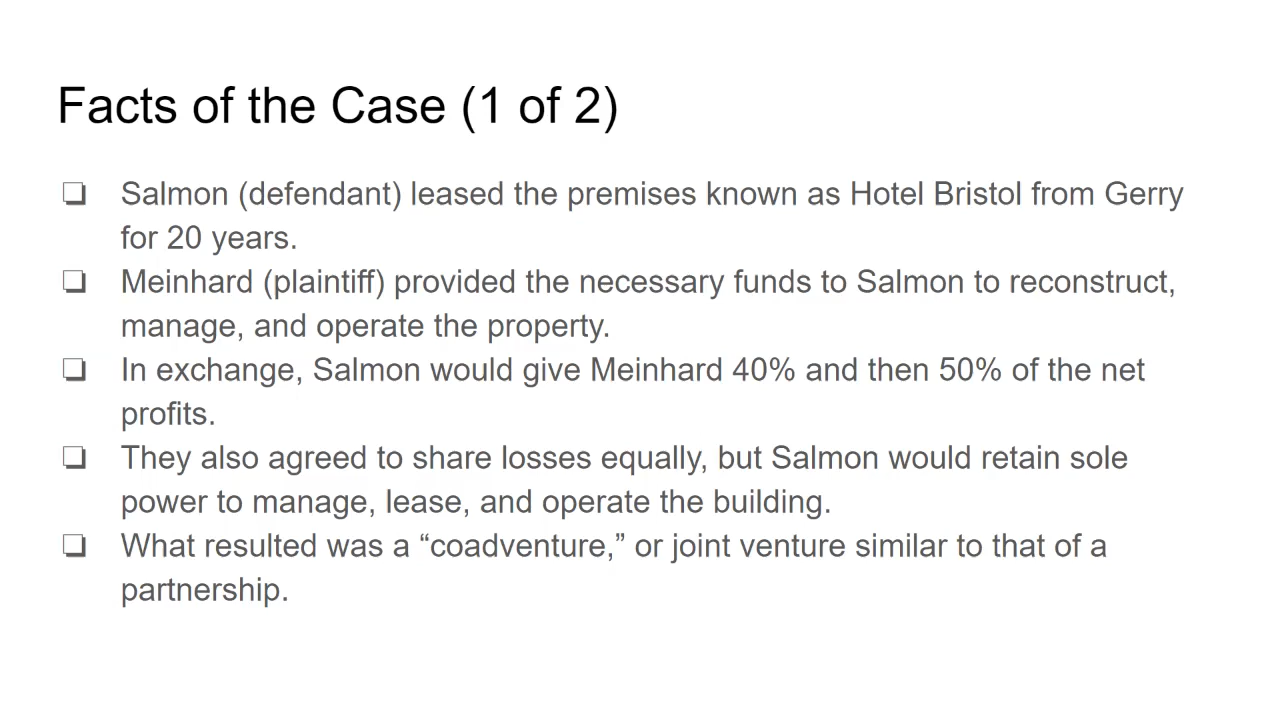 Facts of the Case (1 of 2)
❏ Salmon (defendant) leased the premises known as Hotel Bristol from Gerry
for 20 years.
❏ Meinhard (plaintiff) provided the necessary funds to Salmon to reconstruct,
manage, and operate the property.
❏ In exchange, Salmon would give Meinhard 40% and then 50% of the net
profits.
❏ They also agreed to share losses equally, but Salmon would retain sole
power to manage, lease, and operate the building.
❏ What resulted was a “coadventure,” or joint venture similar to that of a
partnership.